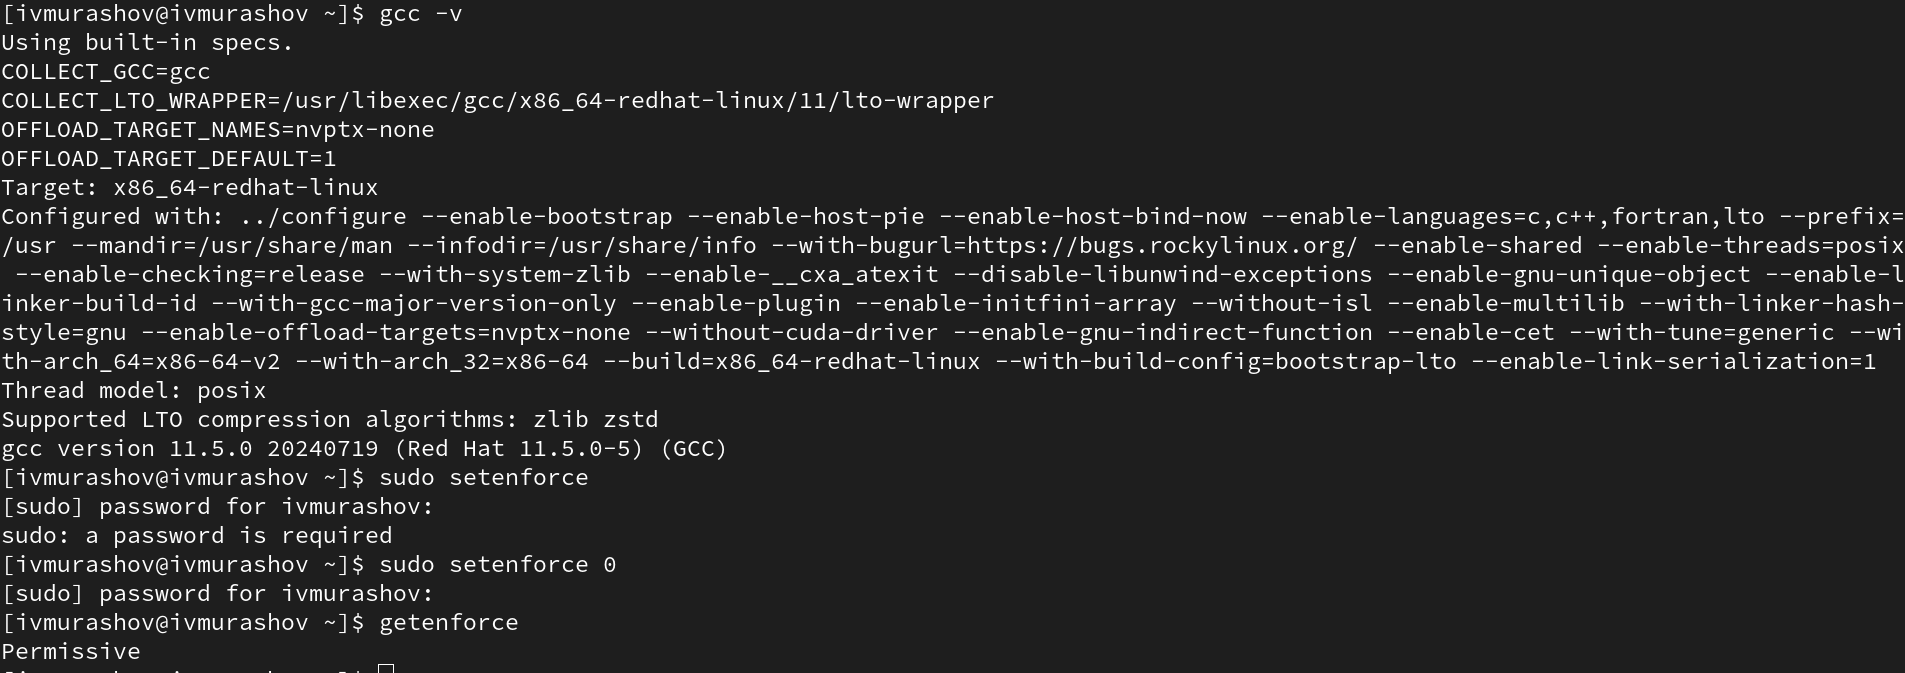 [ivmurashov@ivmurashov ~]$ gcc -v
Using built-in specs.
COLLECT_GCC=gcc
COLLECT_LTO_WRAPPER=/usr/libexec/gcc/x86_64-redhat-linux/11/lto-wrapper
OFFLOAD_TARGET_NAMES=nvptx-none
OFFLOAD_TARGET_DEFAULT=1
Target: x86_64-redhat-linux
Configured with: ../configure --enable-bootstrap --enable-host-pie --enable-host-bind-now --enable-languages=c,c++,fortran,lto --prefix=
/usr --mandir=/usr/share/man --infodir=/usr/share/info --with-bugurl=https://bugs.rockylinux.org/ --enable-shared --enable-threads=posix
 --enable-checking=release --with-system-zlib --enable-__cxa_atexit --disable-libunwind-exceptions --enable-gnu-unique-object --enable-l
inker-build-id --with-gcc-major-version-only --enable-plugin --enable-initfini-array --without-isl --enable-multilib --with-linker-hash-
style=gnu --enable-offload-targets=nvptx-none --without-cuda-driver --enable-gnu-indirect-function --enable-cet --with-tune=generic --wi
th-arch_64=x86-64-v2 --with-arch_32=x86-64 --build=x86_64-redhat-linux --with-build-config=bootstrap-lto --enable-link-serialization=1
Thread model: posix
Supported LTO compression algorithms: zlib zstd
gcc version 11.5.0 20240719 (Red Hat 11.5.0-5) (GCC)
[ivmurashov@ivmurashov ~]$ sudo setenforce
[sudo] password for ivmurashov:
sudo: a password is required
[ivmurashov@ivmurashov ~]$ sudo setenforce 0
[sudo] password for ivmurashov:
[ivmurashov@ivmurashov ~]$ getenforce
Permissive